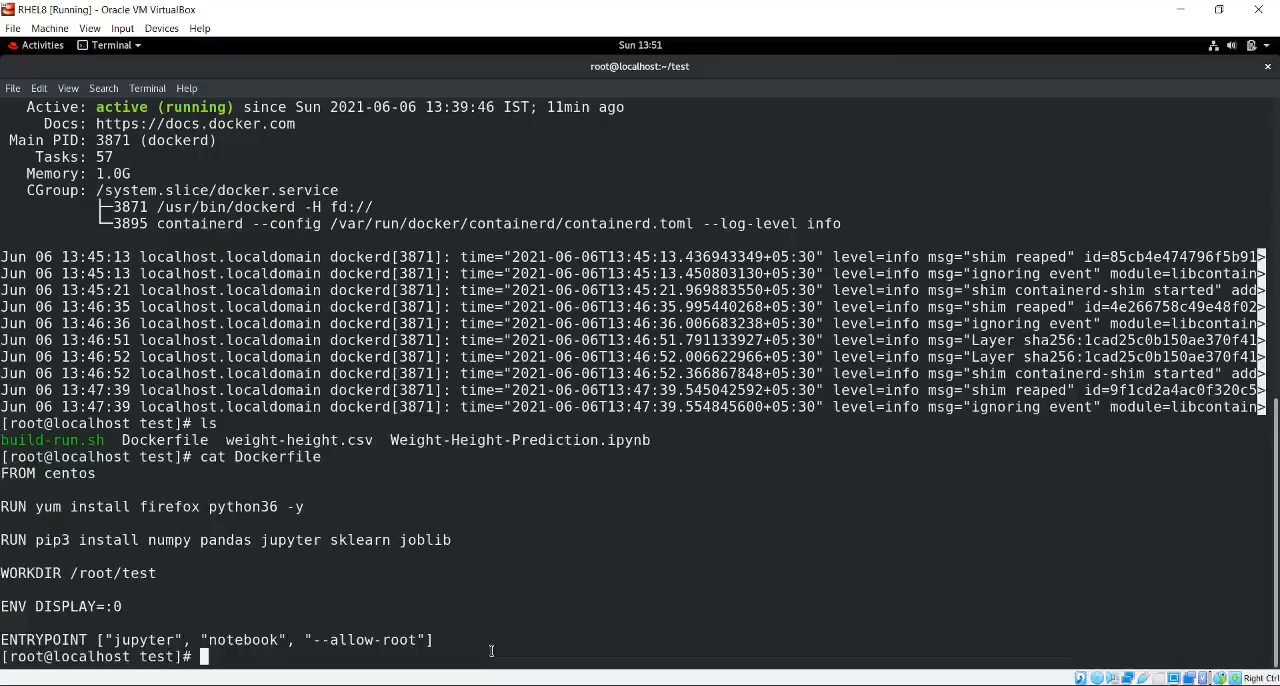 RHEL8 [Running] - Oracle VM VirtualBox
File Machine View Input Devices Help
Activities Terminal Sun 13:51
root@localhost:~/test
File Edit View Search Terminal Help
Active: active (running) since Sun 2021-06-06 13:39:46 IST; 11min ago
Docs: https://docs.docker.com
Main PID: 3871 (dockerd)
Tasks: 57
Memory: 1.0G
CGroup: /system.slice/docker.service
├─3871 /usr/bin/dockerd -H fd://
└─3895 containerd --config /var/run/docker/containerd/containerd.toml --log-level info
Jun 06 13:45:13 localhost.localdomain dockerd[3871]: time="2021-06-06T13:45:13.436943349+05:30" level=info msg="shim reaped" id=85cb4e474796f5b91>
Jun 06 13:45:13 localhost.localdomain dockerd[3871]: time="2021-06-06T13:45:13.450803130+05:30" level=info msg="ignoring event" module=libcontain>
Jun 06 13:45:21 localhost.localdomain dockerd[3871]: time="2021-06-06T13:45:21.969883550+05:30" level=info msg="shim containerd-shim started" add>
Jun 06 13:46:35 localhost.localdomain dockerd[3871]: time="2021-06-06T13:46:35.995440268+05:30" level=info msg="shim reaped" id=4e266758c49e48f02>
Jun 06 13:46:36 localhost.localdomain dockerd[3871]: time="2021-06-06T13:46:36.006683238+05:30" level=info msg="ignoring event" module=libcontain>
Jun 06 13:46:51 localhost.localdomain dockerd[3871]: time="2021-06-06T13:46:51.791133927+05:30" level=info msg="Layer sha256:1cad25c0b150ae370f41>
Jun 06 13:46:52 localhost.localdomain dockerd[3871]: time="2021-06-06T13:46:52.006622966+05:30" level=info msg="Layer sha256:1cad25c0b150ae370f41>
Jun 06 13:46:52 localhost.localdomain dockerd[3871]: time="2021-06-06T13:46:52.366867848+05:30" level=info msg="shim containerd-shim started" add>
Jun 06 13:47:39 localhost.localdomain dockerd[3871]: time="2021-06-06T13:47:39.545042592+05:30" level=info msg="shim reaped" id=9f1cd2a4ac0f320c5>
Jun 06 13:47:39 localhost.localdomain dockerd[3871]: time="2021-06-06T13:47:39.554845600+05:30" level=info msg="ignoring event" module=libcontain>
[root@localhost test]# ls
build-run.sh Dockerfile weight-height.csv Weight-Height-Prediction.ipynb
[root@localhost test]# cat Dockerfile
FROM centos
RUN yum install firefox python36 -y
RUN pip3 install numpy pandas jupyter sklearn joblib
WORKDIR /root/test
ENV DISPLAY=:0
ENTRYPOINT ["jupyter", "notebook", "--allow-root"]
[root@localhost test]#
Right Ctrl